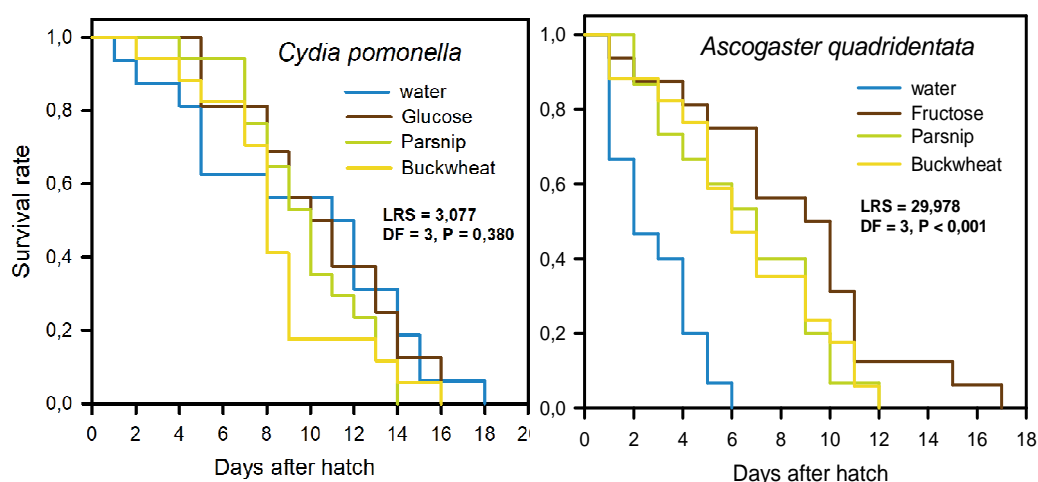 Cydia pomonella
water
Glucose
Parsnip
Buckwheat
LRS = 3,077
DF = 3, P = 0,380
Survival rate
1,0
0,8
0,6
0,4
0,2
0,0
0 2 4 6 8 10 12 14 16 18
Days after hatch
Ascogaster quadridentata
water
Fructose
Parsnip
Buckwheat
LRS = 29,978
DF = 3, P < 0,001
1,0
0,8
0,6
0,4
0,2
0,0
0 2 4 6 8 10 12 14 16 18
Days after hatch